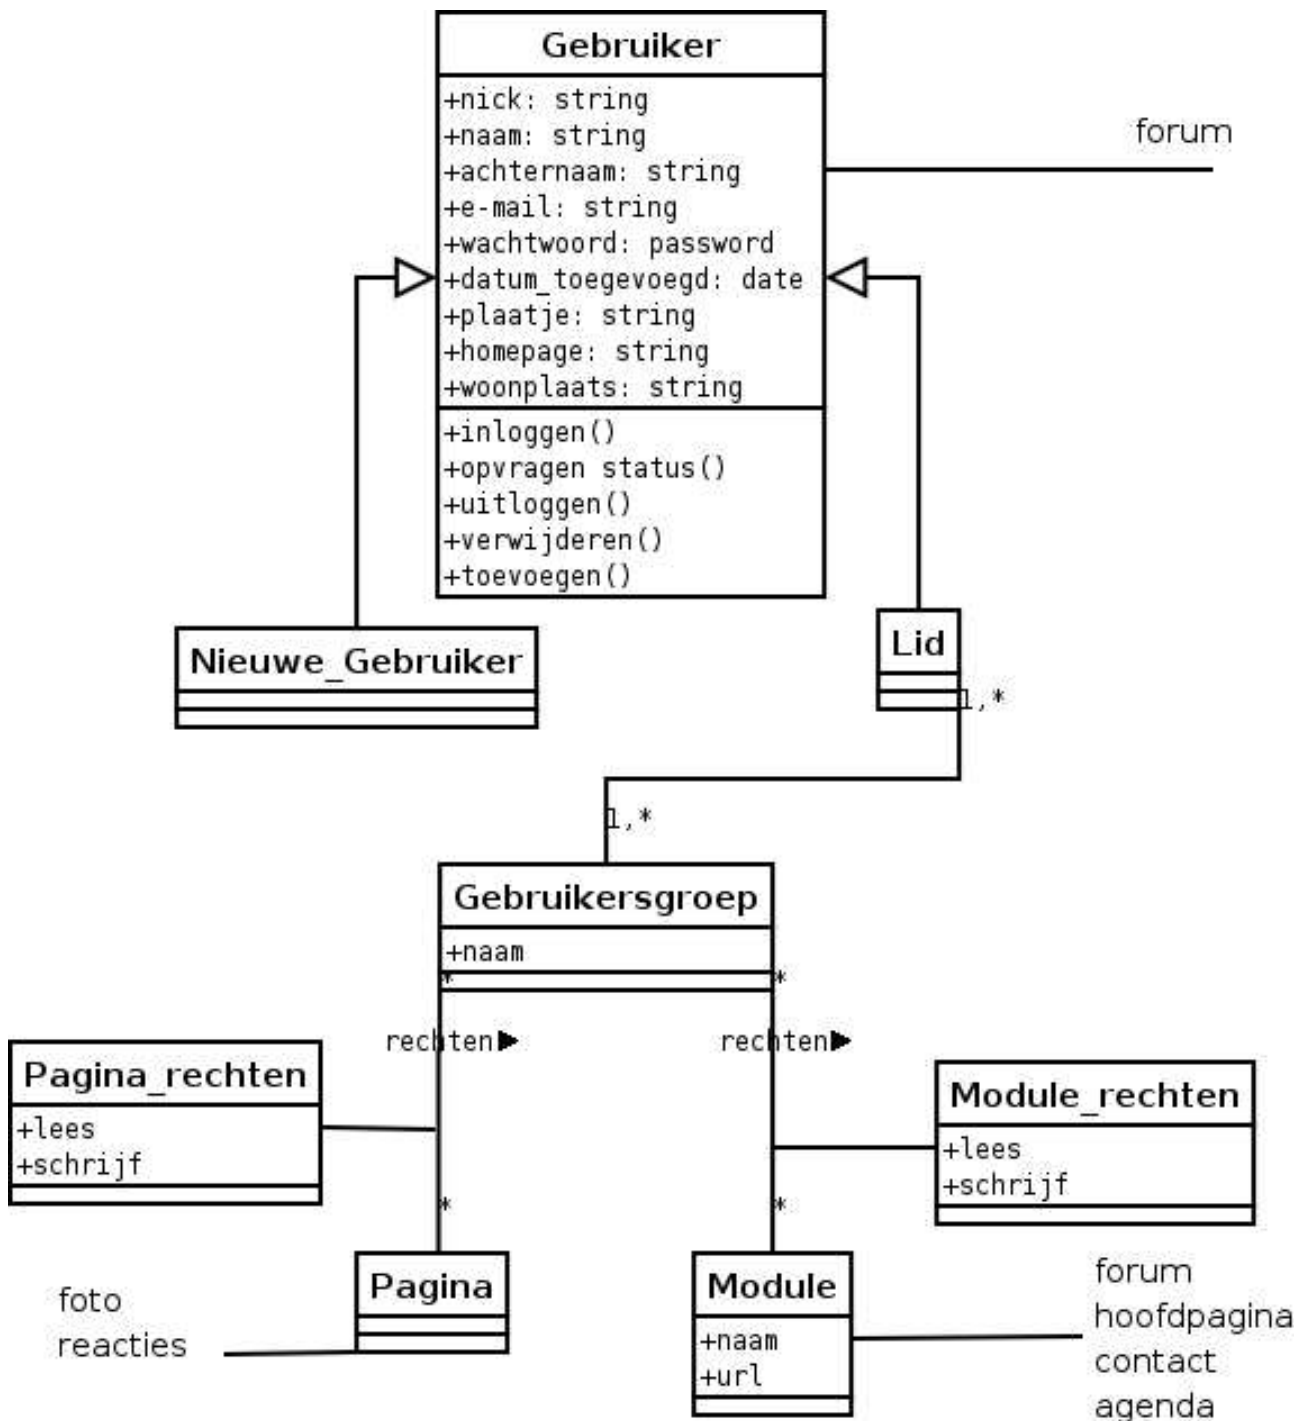 Gebruiker
+nick: string
+naam: string
+achternaam: string
+e-mail: string
+wachtwoord: password
+datum_toegevoegd: date
+plaatje: string
+homepage: string
+woonplaats: string
+inloggen()
+opvragen status()
+uitloggen()
+verwijderen()
+toevoegen()
forum
Nieuwe_Gebruiker
Lid
1,*
1,*
Gebruikersgroep
+naam
*
*
rechten▶
rechten▶
Pagina_rechten
+lees
+schrijf
Module_rechten
+lees
+schrijf
*
*
Pagina
Module
+naam
+url
foto
reacties
forum
hoofdpagina
contact
agenda